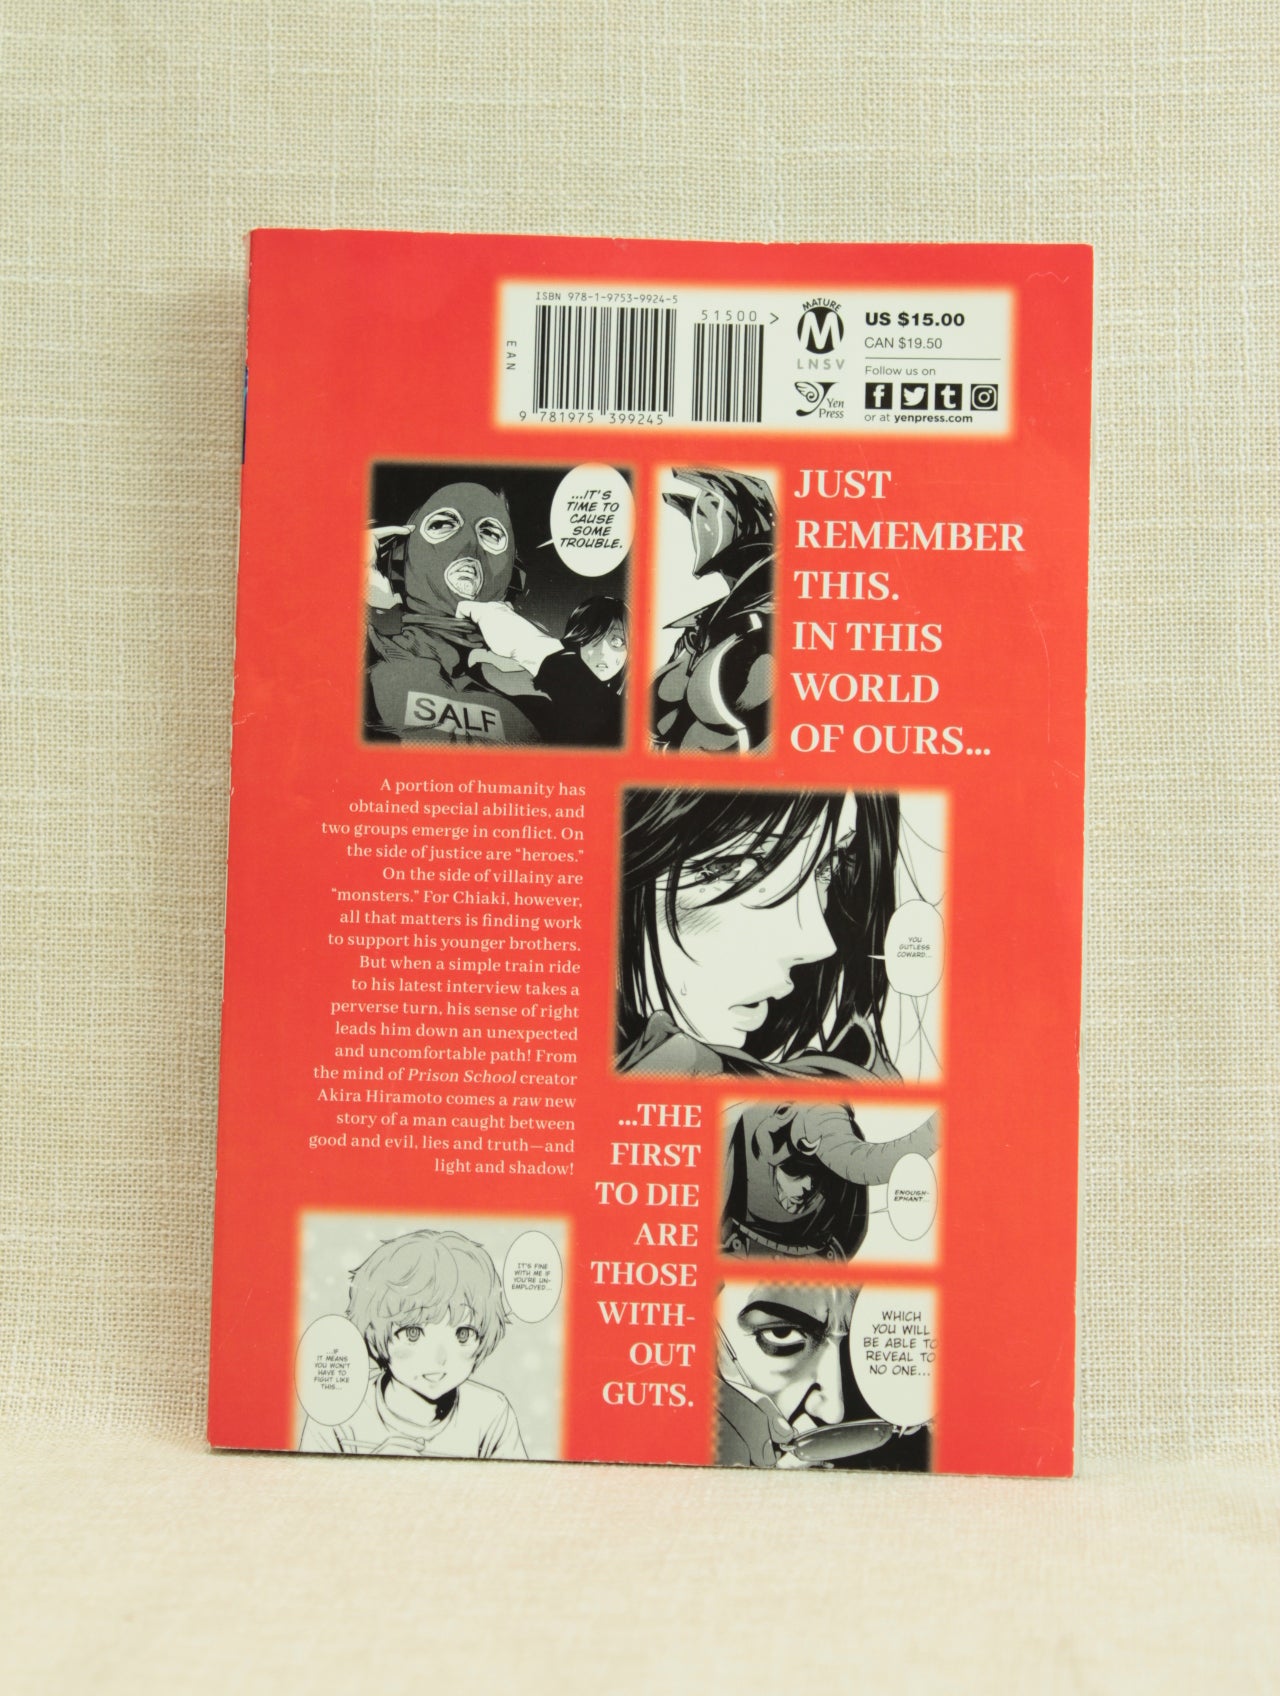 ISBN 978-1-9753-9924-5
51500 >
EAN
9 781975 399245
MATURE
M
LNSV
Yen
Press
US $15.00
CAN $19.50
Follow us on
or at yenpress.com
...IT'S
TIME TO
CAUSE
SOME
TROUBLE.
SALF
JUST
REMEMBER
THIS.
IN THIS
WORLD
OF OURS...
A portion of humanity has
obtained special abilities, and
two groups emerge in conflict. On
the side of justice are “heroes.”
On the side of villainy are
“monsters.” For Chiaki, however,
all that matters is finding work
to support his younger brothers.
But when a simple train ride
to his latest interview takes a
perverse turn, his sense of right
leads him down an unexpected
and uncomfortable path! From
the mind of Prison School creator
Akira Hiramoto comes a raw new
story of a man caught between
good and evil, lies and truth—and
light and shadow!
YOU
GUTLESS
COWARD...
...THE
FIRST
TO DIE
ARE
THOSE
WITH-
OUT
GUTS.
ENOUGH-
EPHANT...
IT'S FINE
WITH ME IF
YOU'RE UN-
EMPLOYED...
...IF
IT MEANS
YOU WON'T
HAVE TO
FIGHT LIKE
THIS...
WHICH
YOU WILL
BE ABLE TO
REVEAL TO
NO ONE...